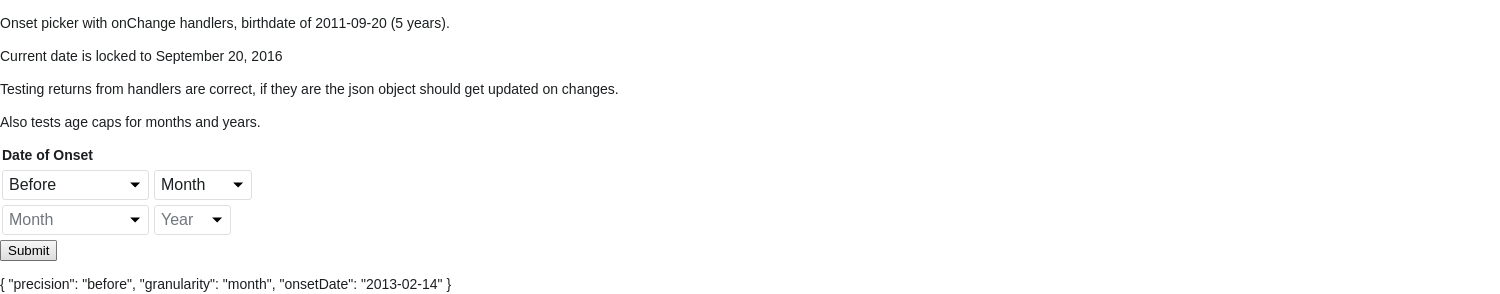 Onset picker with onChange handlers, birthdate of 2011-09-20 (5 years).
Current date is locked to September 20, 2016
Testing returns from handlers are correct, if they are the json object should get updated on changes.
Also tests age caps for months and years.
Date of Onset
Before Month
Month Year
Submit
{ "precision": "before", "granularity": "month", "onsetDate": "2013-02-14" }